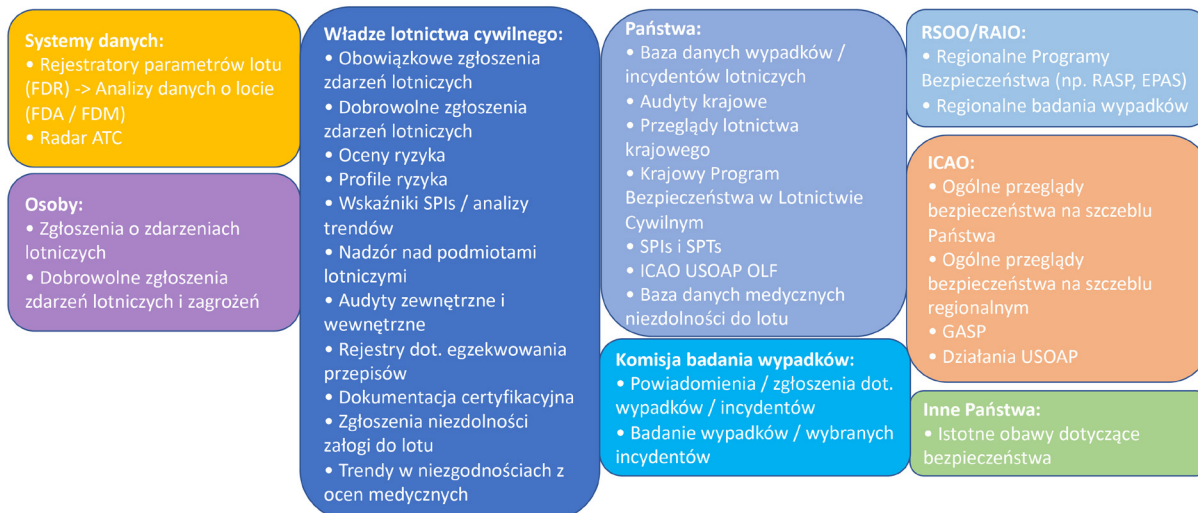 Systemy danych:
• Rejestratory parametrów lotu
(FDR) -> Analizy danych o locie
(FDA / FDM)
• Radar ATC
Osoby:
• Zgłoszenia o zdarzeniach
lotniczych
• Dobrowolne zgłoszenia
zdarzeń lotniczych i zagrożeń
Władze lotnictwa cywilnego:
• Obowiązkowe zgłoszenia
zdarzeń lotniczych
• Dobrowolne zgłoszenia
zdarzeń lotniczych
• Oceny ryzyka
• Profile ryzyka
• Wskaźniki SPIs / analizy
trendów
• Nadzór nad podmiotami
lotniczymi
• Audyty zewnętrzne i
wewnętrzne
• Rejestry dot. egzekwowania
przepisów
• Dokumentacja certyfikacyjna
• Zgłoszenia niezdolności
załogi do lotu
• Trendy w niezgodnościach z
ocen medycznych
Państwa:
• Baza danych wypadków /
incydentów lotniczych
• Audyty krajowe
• Przeglądy lotnictwa
krajowego
• Krajowy Program
Bezpieczeństwa w Lotnictwie
Cywilnym
• SPIs i SPTs
• ICAO USOAP OLF
• Baza danych medycznych
niezdolności do lotu
Komisja badania wypadków:
• Powiadomienia / zgłoszenia dot.
wypadków / incydentów
• Badanie wypadków / wybranych
incydentów
RSOO/RAIO:
• Regionalne Programy
Bezpieczeństwa (np. RASP, EPAS)
• Regionalne badania wypadków
ICAO:
• Ogólne przeglądy
bezpieczeństwa na szczeblu
Państwa
• Ogólne przeglądy
bezpieczeństwa na szczeblu
regionalnym
• GASP
• Działania USOAP
Inne Państwa:
• Istotne obawy dotyczące
bezpieczeństwa